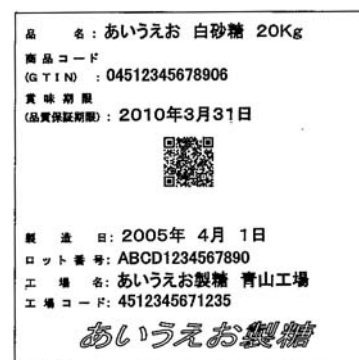 品 名：あいうえお 白砂糖 20Kg
商品コード
(GTIN) ：04512345678906
賞味期限
(品質保証期限)：2010年3月31日
製 造 日：2005年 4月 1日
ロット番号：ABCD1234567890
工 場 名：あいうえお製糖 青山工場
工場コード：4512345671235
あいうえお製糖